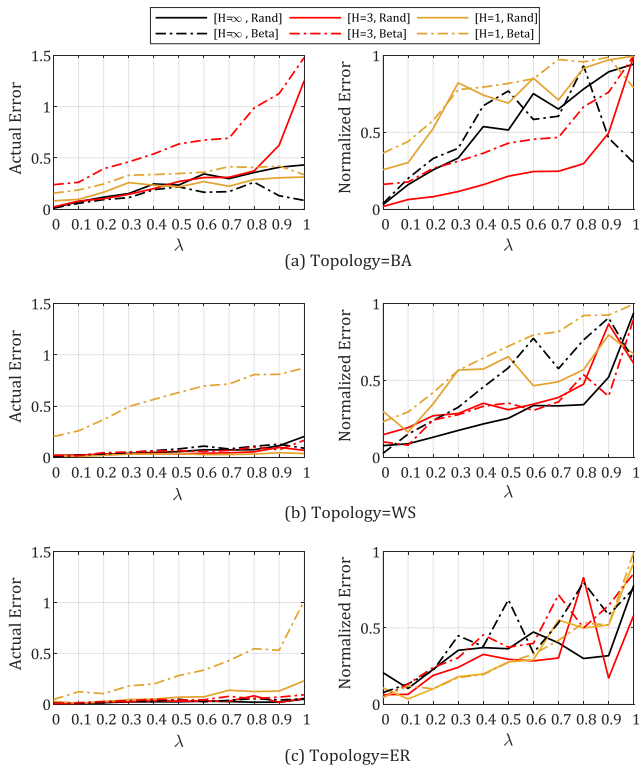 [H=∞ , Rand] [H=3, Rand] [H=1, Rand]
[H=∞ , Beta] [H=3, Beta] [H=1, Beta]
Actual Error
1.5
1
0.5
0
0 0.1 0.2 0.3 0.4 0.5 0.6 0.7 0.8 0.9 1
λ
Normalized Error
1
0.5
0
0 0.1 0.2 0.3 0.4 0.5 0.6 0.7 0.8 0.9 1
λ
(a) Topology=BA
Actual Error
1.5
1
0.5
0
0 0.1 0.2 0.3 0.4 0.5 0.6 0.7 0.8 0.9 1
λ
Normalized Error
1
0.5
0
0 0.1 0.2 0.3 0.4 0.5 0.6 0.7 0.8 0.9 1
λ
(b) Topology=WS
Actual Error
1.5
1
0.5
0
0 0.1 0.2 0.3 0.4 0.5 0.6 0.7 0.8 0.9 1
λ
Normalized Error
1
0.5
0
0 0.1 0.2 0.3 0.4 0.5 0.6 0.7 0.8 0.9 1
λ
(c) Topology=ER